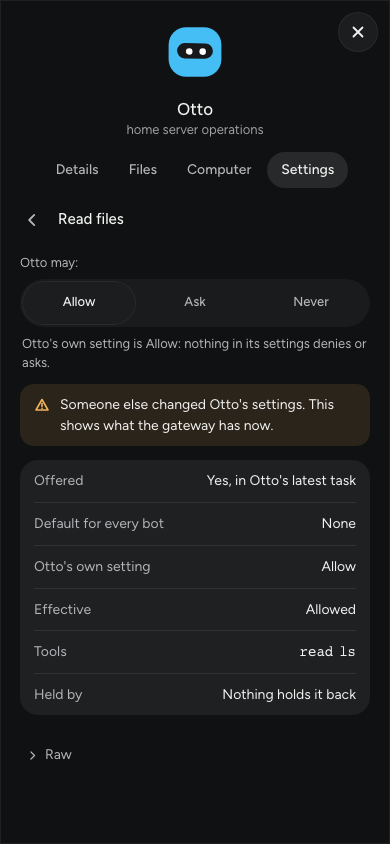 Otto
home server operations
Details Files Computer Settings
Read files
Otto may:
Allow Ask Never
Otto's own setting is Allow: nothing in its settings denies or
asks.
Someone else changed Otto's settings. This
shows what the gateway has now.
Offered Yes, in Otto's latest task
Default for every bot None
Otto's own setting Allow
Effective Allowed
Tools read ls
Held by Nothing holds it back
Raw